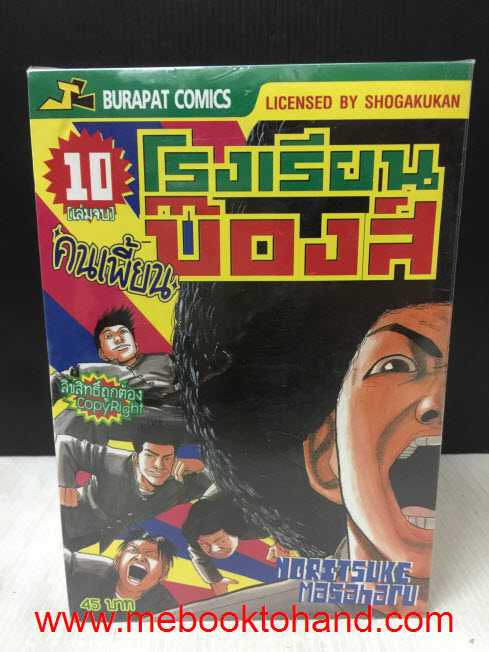 BURAPAT COMICS
LICENSED BY SHOGAKUKAN
10
[เล่มจบ]
โรงเรียน
บ๊องส์
คนเพี้ยน
ลิขสิทธิ์ถูกต้อง
CopyRight
NORITSUKE
Masaharu
45 บาท
www.mebooktohand.com